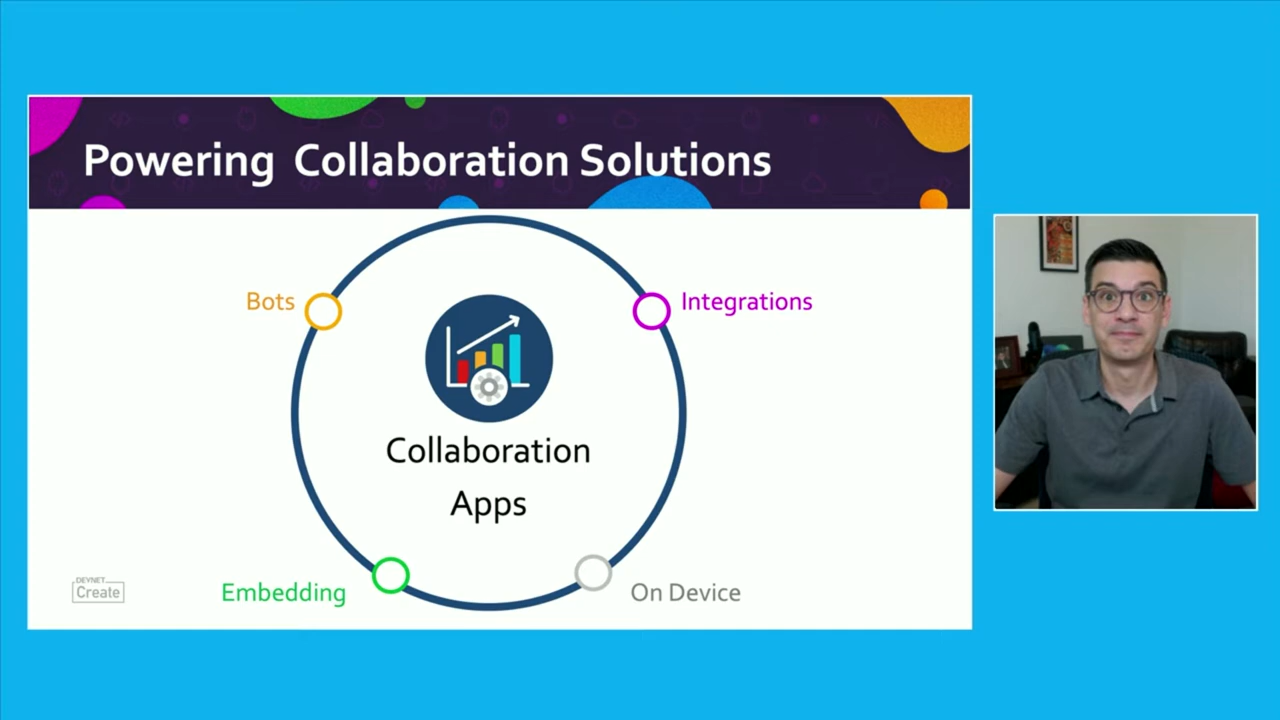 Powering Collaboration Solutions
Bots
Integrations
Collaboration
Apps
Embedding
On Device
DEVNET
Create